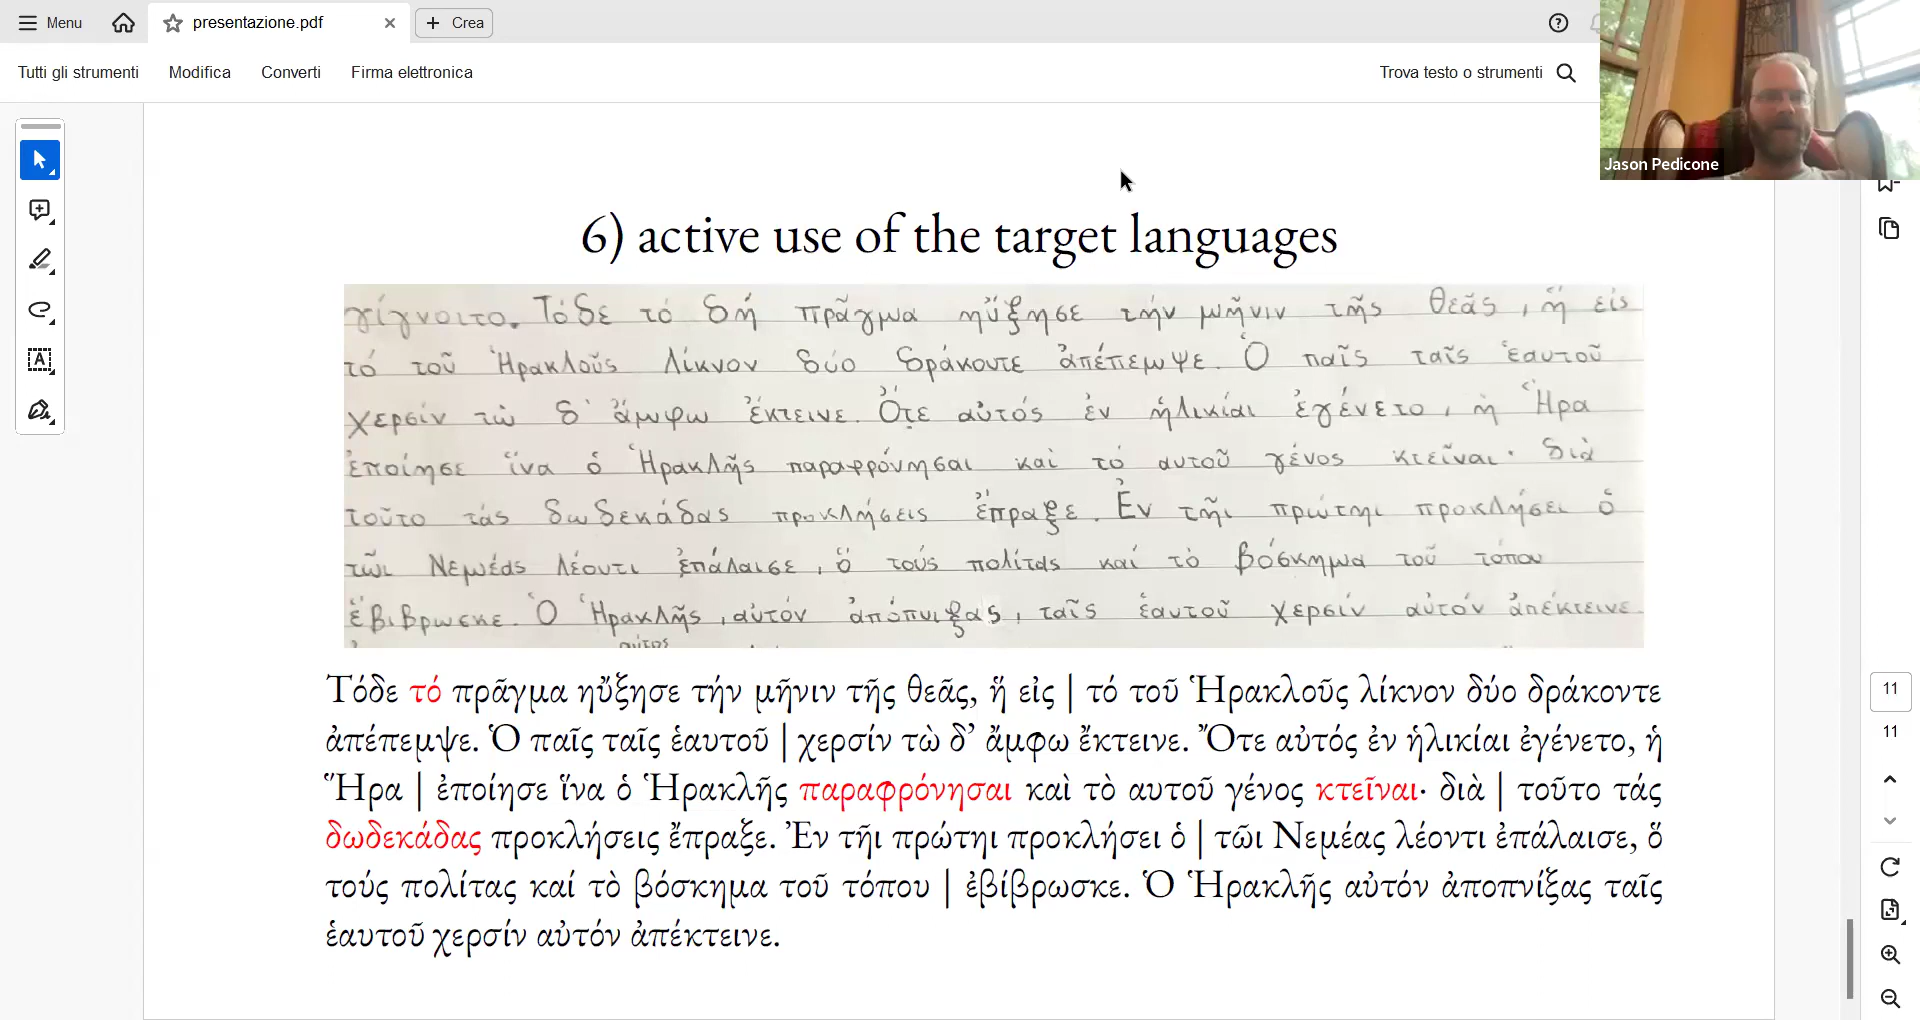 Menu
presentazione.pdf
Crea
Tutti gli strumenti
Modifica
Converti
Firma elettronica
Trova testo o strumenti
Jason Pedicone
6) active use of the target languages
γίγνοιτο. Τόδε τό δή πρᾶγμα ηὔξησε τήν μῆνιν τῆς θεᾶς, ἥ εἰς
τό τοῦ Ἡρακλοῦς λίκνον δύο δράκοντε ἀπέπεμψε. Ὁ παῖς ταῖς ἑαυτοῦ
χερσίν τὼ δ' ἄμφω ἔκτεινε. Ὅτε αὐτός ἐν ἡλικίαι ἐγένετο, ἡ Ἥρα
ἐποίησε ἵνα ὁ Ἡρακλῆς παραφρόνησαι καὶ τό αυτοῦ γένος κτεῖναι· διὰ
τοῦτο τάς δωδεκάδας προκλήσεις ἔπραξε. Ἐν τῆι πρώτηι προκλήσει ὁ
τῶι Νεμέας λέοντι ἐπάλαισε, ὅ τούς πολίτας καί τὸ βόσκημα τοῦ τόπου
ἐβίβρωσκε. Ὁ Ἡρακλῆς, αὐτόν ἀπόπνιξας, ταῖς ἑαυτοῦ χερσίν αὐτόν ἀπέκτεινε.
αὐτος
Τόδε τό πρᾶγμα ηὔξησε τήν μῆνιν τῆς θεᾶς, ἥ εἰς | τό τοῦ Ἡρακλοῦς λίκνον δύο δράκοντε
ἀπέπεμψε. Ὁ παῖς ταῖς ἑαυτοῦ | χερσίν τὼ δ' ἄμφω ἔκτεινε. Ὅτε αὐτός ἐν ἡλικίαι ἐγένετο, ἡ
Ἥρα | ἐποίησε ἵνα ὁ Ἡρακλῆς παραφρόνησαι καὶ τὸ αυτοῦ γένος κτεῖναι· διὰ | τοῦτο τάς
δωδεκάδας προκλήσεις ἔπραξε. Ἐν τῆι πρώτηι προκλήσει ὁ | τῶι Νεμέας λέοντι ἐπάλαισε, ὅ
τούς πολίτας καί τὸ βόσκημα τοῦ τόπου | ἐβίβρωσκε. Ὁ Ἡρακλῆς αὐτόν ἀποπνίξας ταῖς
ἑαυτοῦ χερσίν αὐτόν ἀπέκτεινε.
11
11